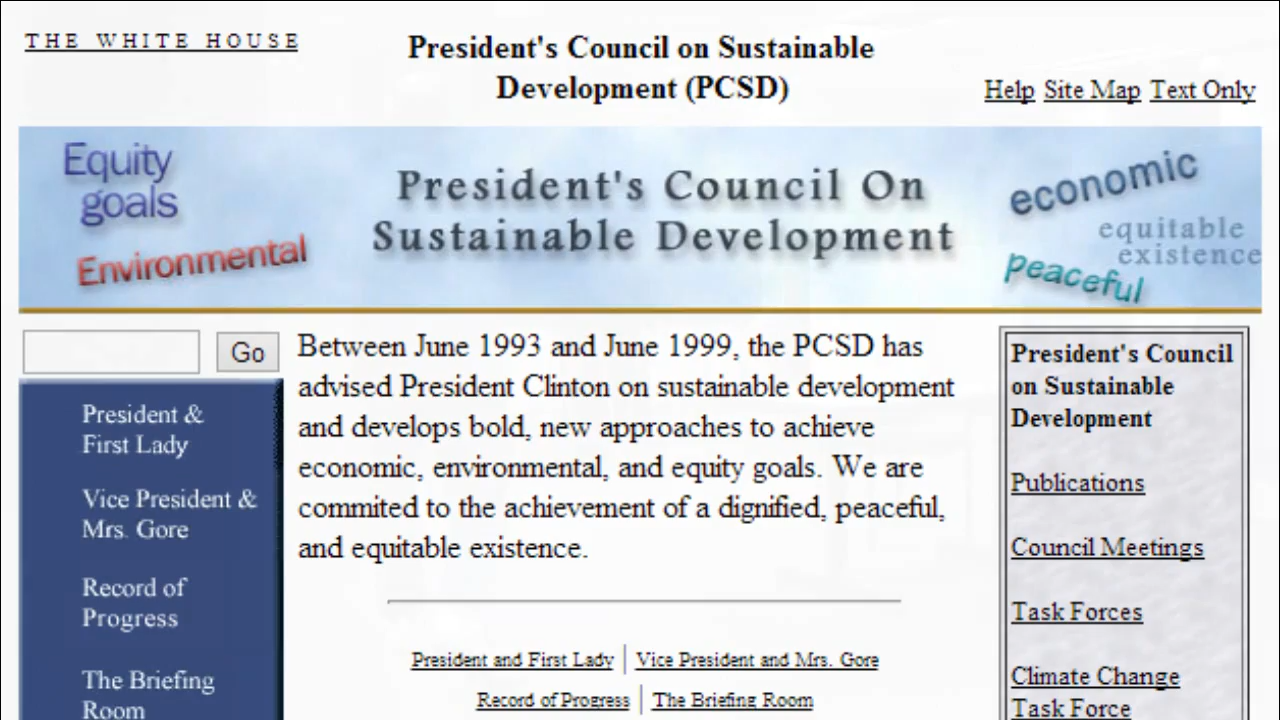 THE WHITE HOUSE
President's Council on Sustainable
Development (PCSD)
Help Site Map Text Only
Equity
goals
Environmental
President's Council On
Sustainable Development
economic
equitable
existence
peaceful
Go
Between June 1993 and June 1999, the PCSD has
advised President Clinton on sustainable development
and develops bold, new approaches to achieve
economic, environmental, and equity goals. We are
commited to the achievement of a dignified, peaceful,
and equitable existence.
President and First Lady | Vice President and Mrs. Gore
Record of Progress | The Briefing Room
President &
First Lady
Vice President &
Mrs. Gore
Record of
Progress
The Briefing
Room
President's Council
on Sustainable
Development
Publications
Council Meetings
Task Forces
Climate Change
Task Force